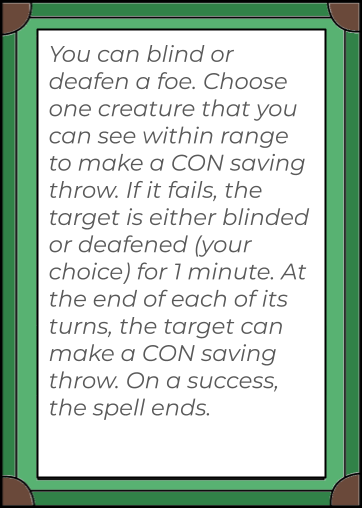 You can blind or
deafen a foe. Choose
one creature that you
can see within range
to make a CON saving
throw. If it fails, the
target is either blinded
or deafened (your
choice) for 1 minute. At
the end of each of its
turns, the target can
make a CON saving
throw. On a success,
the spell ends.